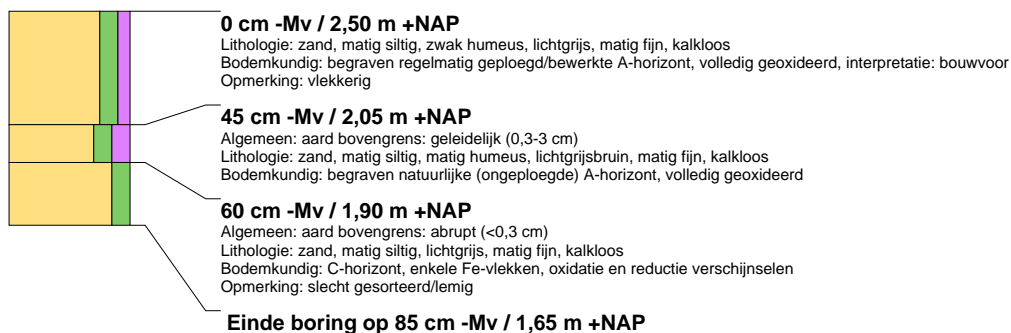 0 cm -Mv / 2,50 m +NAP
Lithologie: zand, matig siltig, zwak humeus, lichtgrijs, matig fijn, kalkloos
Bodemkundig: begraven regelmatig geploegd/bewerkte A-horizont, volledig geoxideerd, interpretatie: bouwvoor
Opmerking: vlekkerig
45 cm -Mv / 2,05 m +NAP
Algemeen: aard bovengrens: geleidelijk (0,3-3 cm)
Lithologie: zand, matig siltig, matig humeus, lichtgrijsbruin, matig fijn, kalkloos
Bodemkundig: begraven natuurlijke (ongeploegde) A-horizont, volledig geoxideerd
60 cm -Mv / 1,90 m +NAP
Algemeen: aard bovengrens: abrupt (<0,3 cm)
Lithologie: zand, matig siltig, lichtgrijs, matig fijn, kalkloos
Bodemkundig: C-horizont, enkele Fe-vlekken, oxidatie en reductie verschijnselen
Opmerking: slecht gesorteerd/lemig
Einde boring op 85 cm -Mv / 1,65 m +NAP